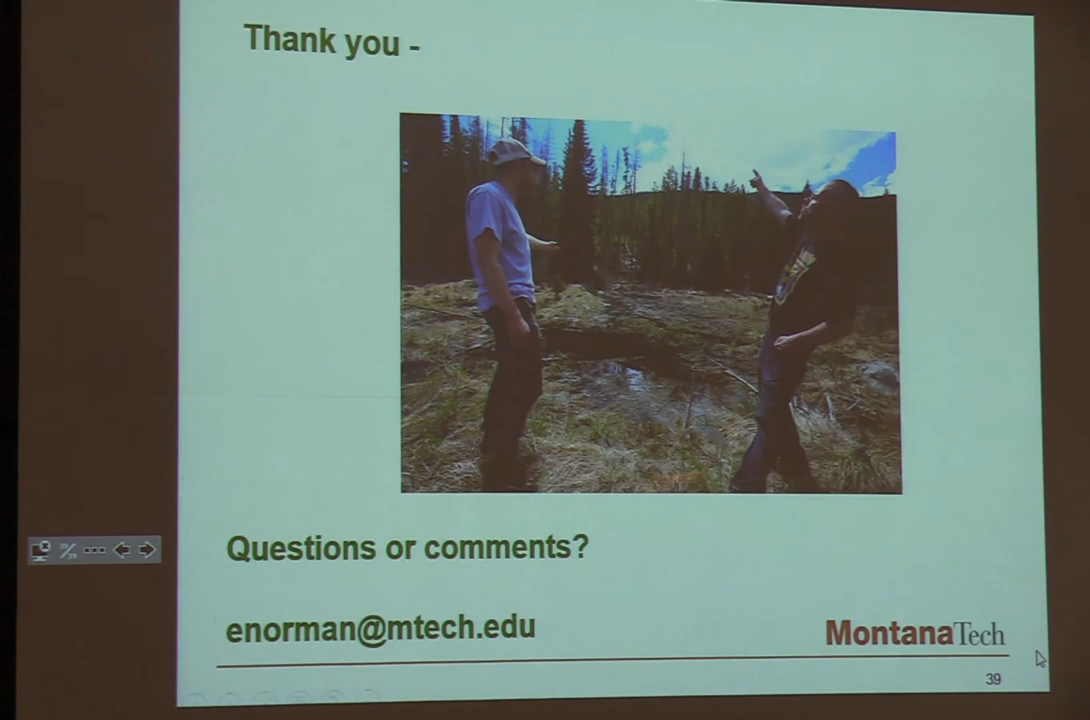 Thank you -
Questions or comments?
enorman@mtech.edu
MontanaTech
39